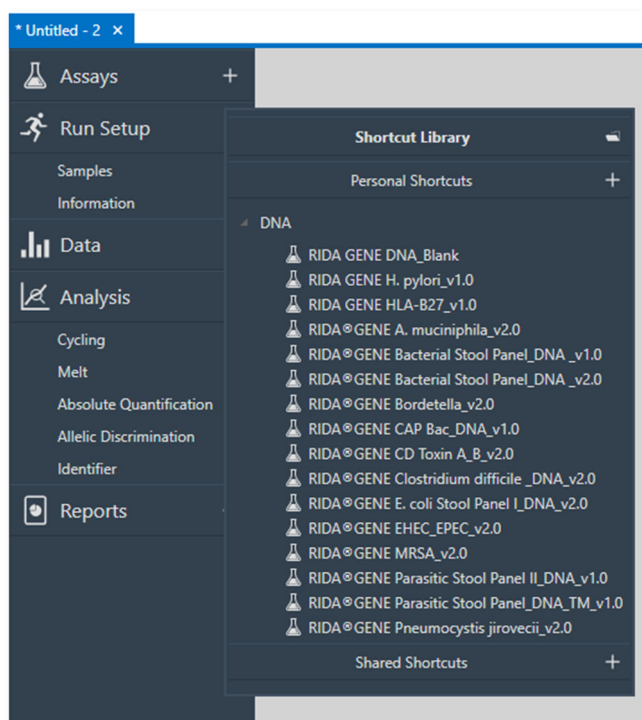 * Untitled - 2 ×
Assays +
Run Setup
Samples
Information
Data
Analysis
Cycling
Melt
Absolute Quantification
Allelic Discrimination
Identifier
Reports
Shortcut Library
Personal Shortcuts +
DNA
RIDA GENE DNA_Blank
RIDA GENE H. pylori_v1.0
RIDA GENE HLA-B27_v1.0
RIDA®GENE A. muciniphila_v2.0
RIDA®GENE Bacterial Stool Panel_DNA _v1.0
RIDA®GENE Bacterial Stool Panel_DNA _v2.0
RIDA®GENE Bordetella_v2.0
RIDA®GENE CAP Bac_DNA_v1.0
RIDA®GENE CD Toxin A_B_v2.0
RIDA®GENE Clostridium difficile _DNA_v2.0
RIDA®GENE E. coli Stool Panel I_DNA_v2.0
RIDA®GENE EHEC_EPEC_v2.0
RIDA®GENE MRSA_v2.0
RIDA®GENE Parasitic Stool Panel II_DNA_v1.0
RIDA®GENE Parasitic Stool Panel_DNA_TM_v1.0
RIDA®GENE Pneumocystis jirovecii_v2.0
Shared Shortcuts +